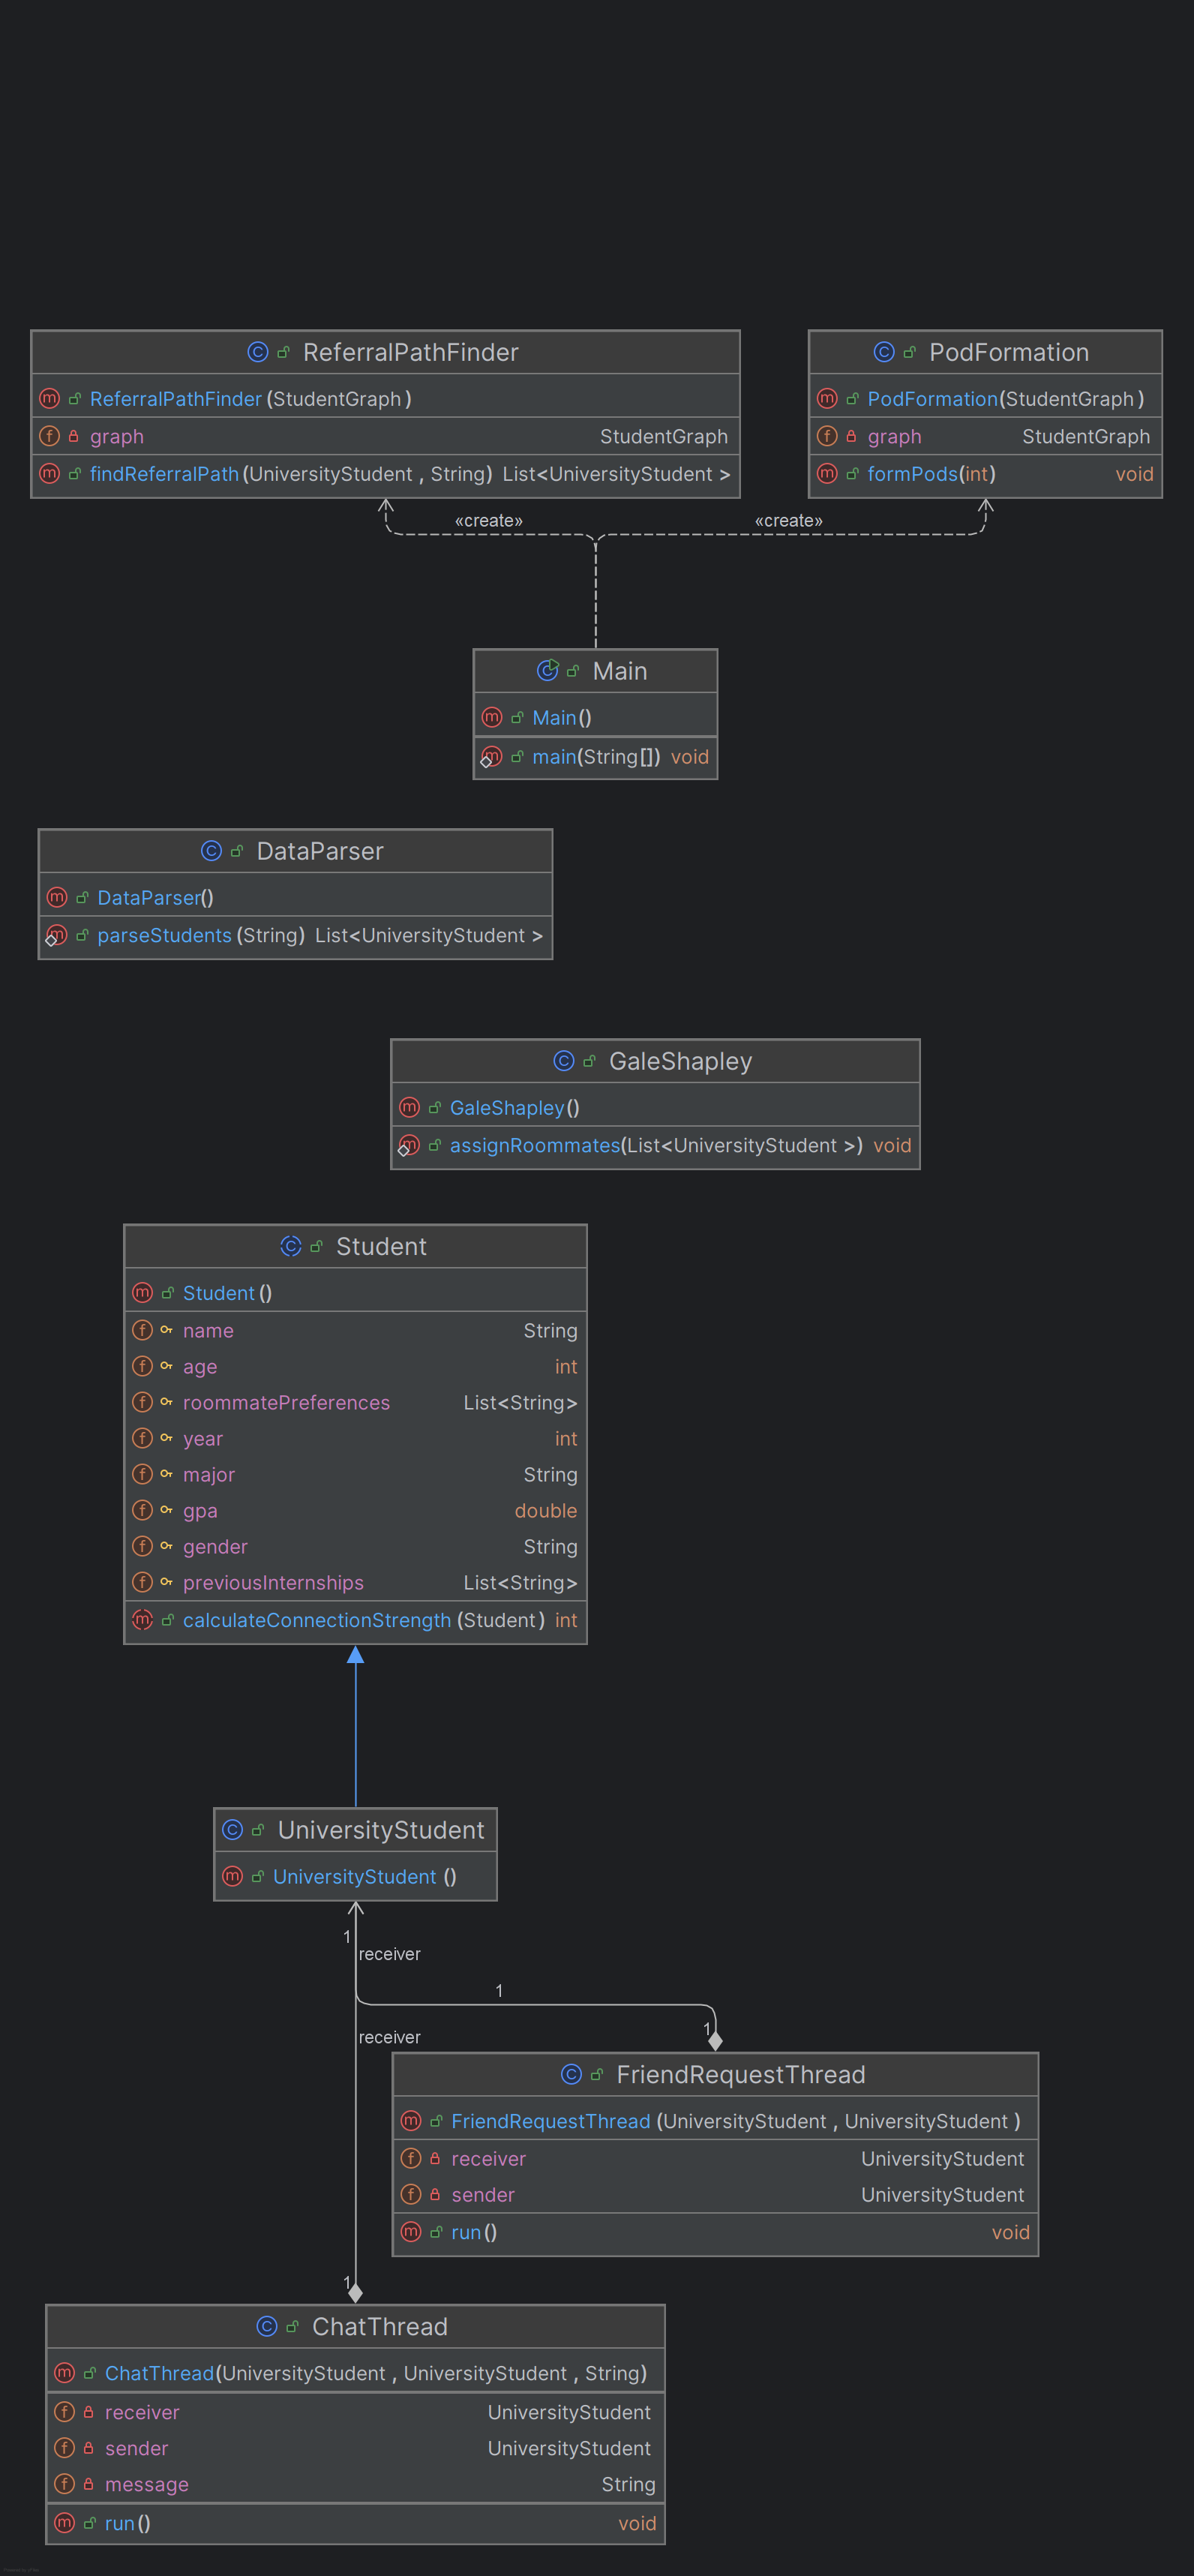 ReferralPathFinder
ReferralPathFinder(StudentGraph)
graph StudentGraph
findReferralPath(UniversityStudent, String) List<UniversityStudent>
PodFormation
PodFormation(StudentGraph)
graph StudentGraph
formPods(int) void
«create»
«create»
Main
Main()
main(String[]) void
DataParser
DataParser()
parseStudents(String) List<UniversityStudent>
GaleShapley
GaleShapley()
assignRoommates(List<UniversityStudent>) void
Student
Student()
name String
age int
roommatePreferences List<String>
year int
major String
gpa double
gender String
previousInternships List<String>
calculateConnectionStrength(Student) int
UniversityStudent
UniversityStudent()
1
receiver
1
receiver
1
FriendRequestThread
FriendRequestThread(UniversityStudent, UniversityStudent)
receiver UniversityStudent
sender UniversityStudent
run() void
1
ChatThread
ChatThread(UniversityStudent, UniversityStudent, String)
receiver UniversityStudent
sender UniversityStudent
message String
run() void